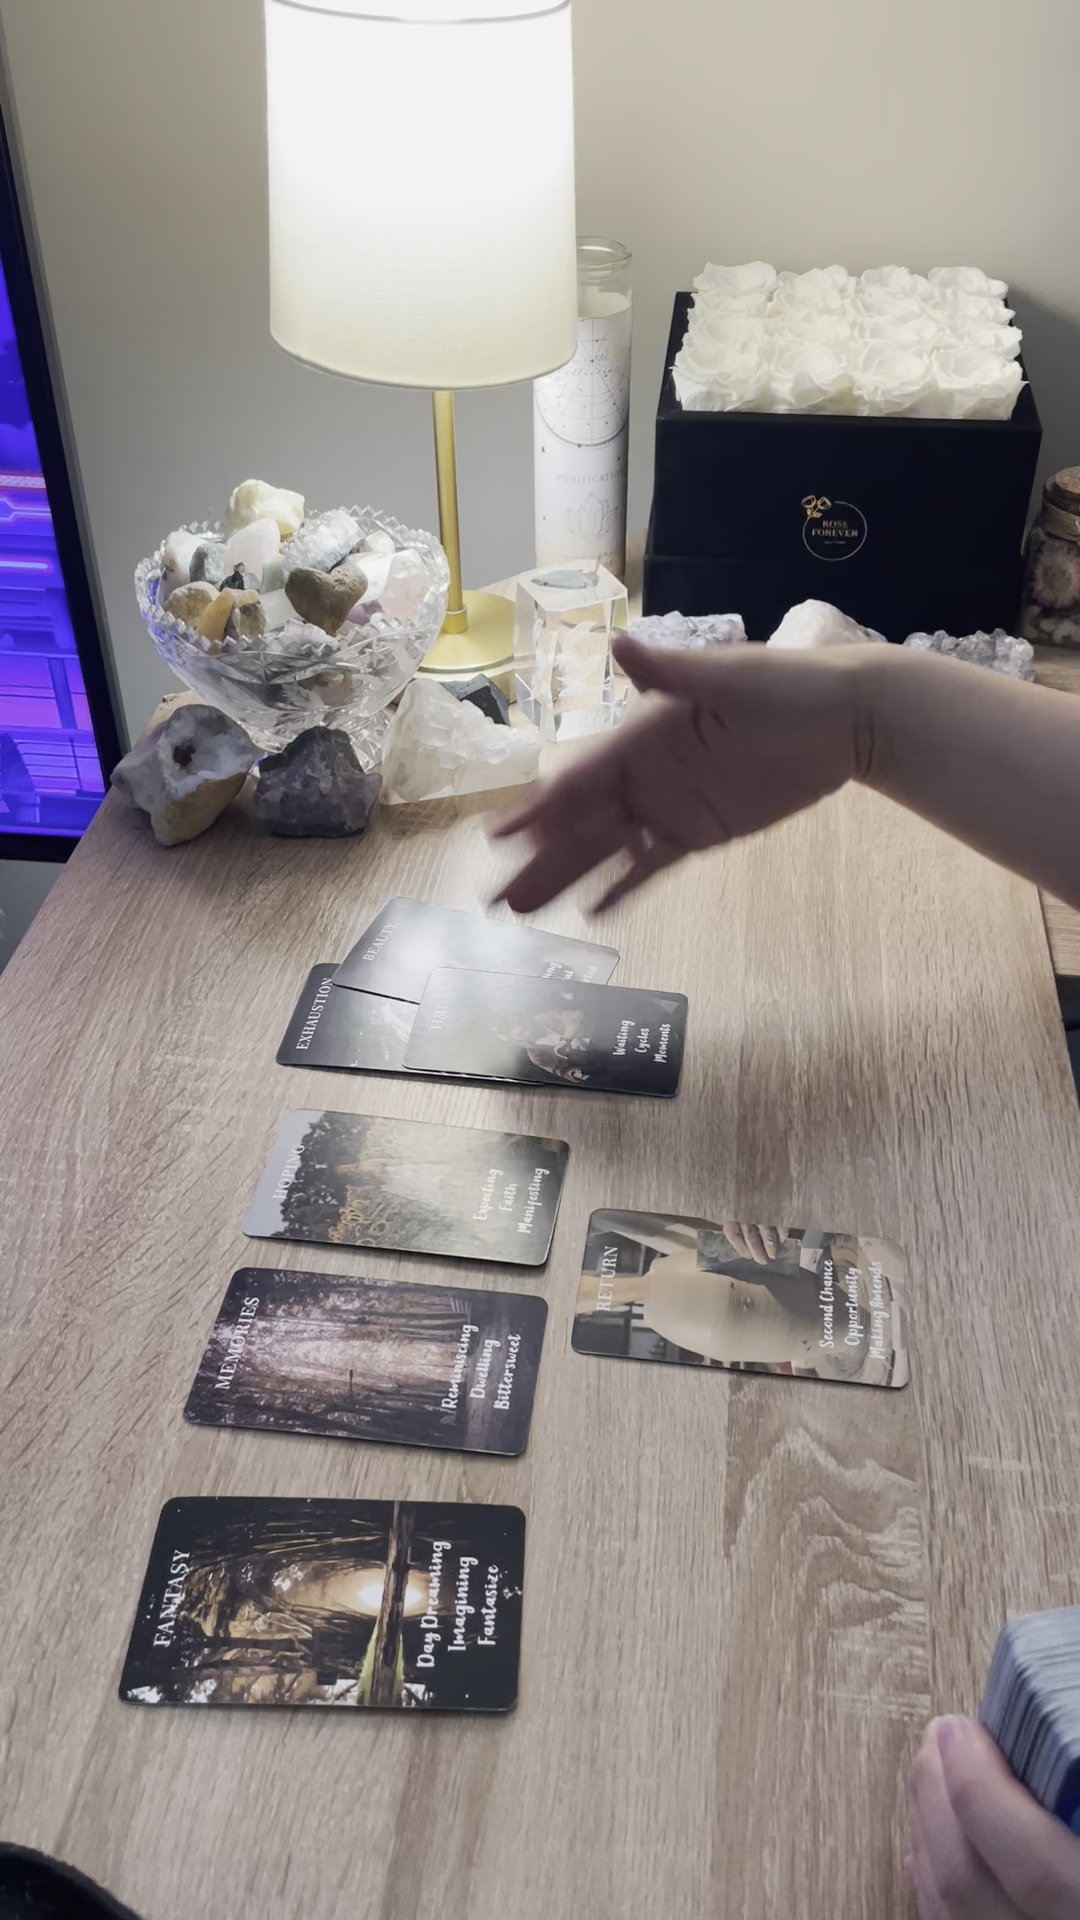 PURIFICATION
ROSE
FOREVER
BEAUTY
EXHAUSTION
TIME
Waiting
Cycles
Moments
HOPING
Expecting
Faith
Manifesting
RETURN
Second Chance
Opportunity
Making Amends
MEMORIES
Reminiscing
Dwelling
Bittersweet
FANTASY
Day Dreaming
Imagining
Fantasize